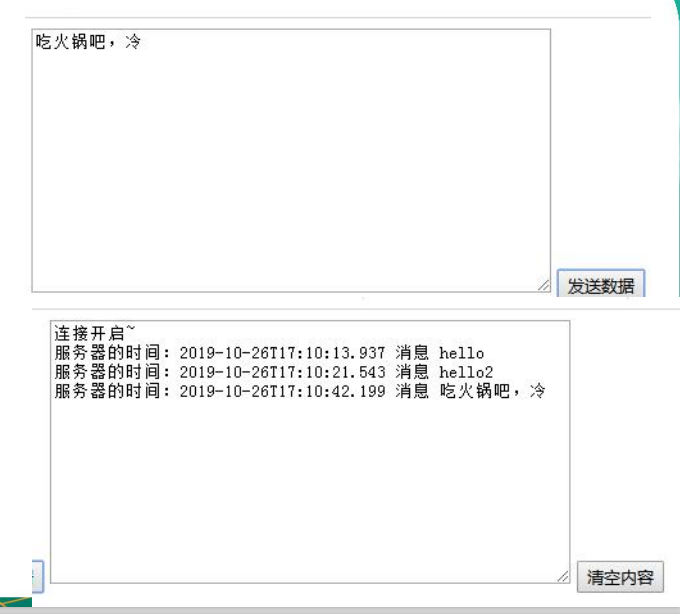 吃火锅吧，冷
发送数据
连接开启~
服务器的时间：2019-10-26T17:10:13.937 消息 hello
服务器的时间：2019-10-26T17:10:21.543 消息 hello2
服务器的时间：2019-10-26T17:10:42.199 消息 吃火锅吧，冷
清空内容